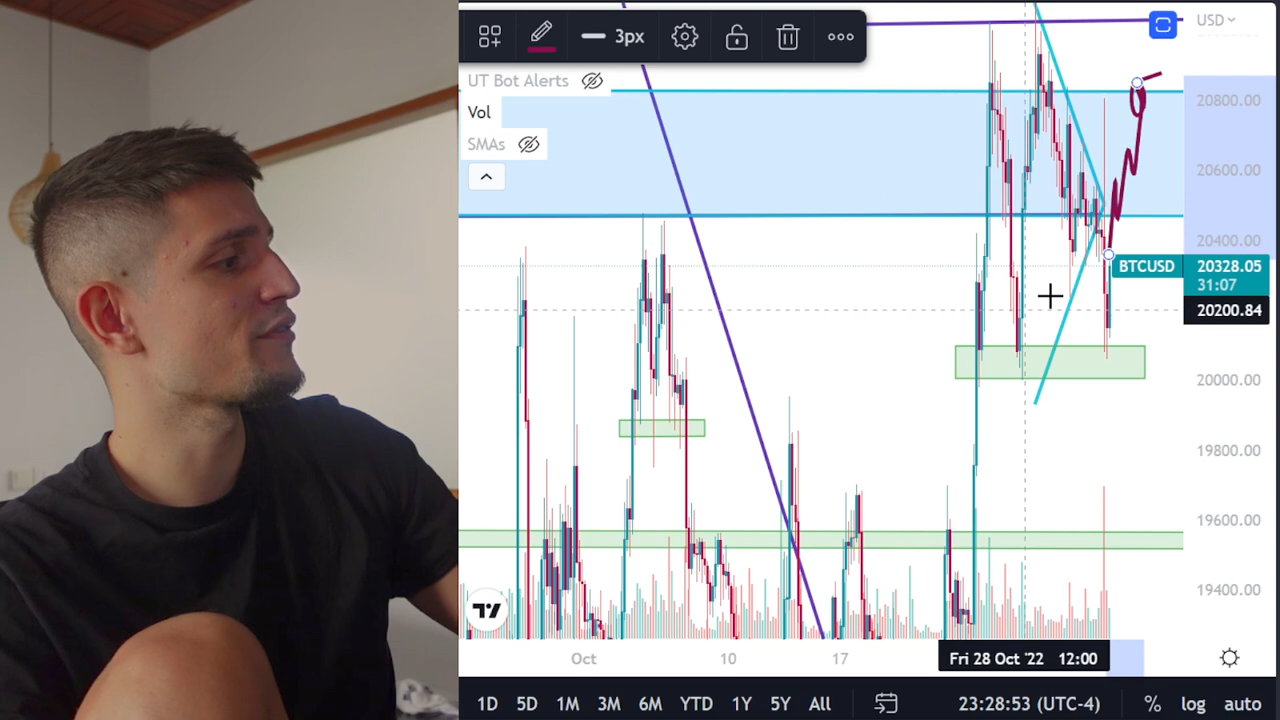 3px
USD
UT Bot Alerts
Vol
SMAs
20800.00
20600.00
20400.00
BTCUSD 20328.05
31:07
20200.84
20000.00
19800.00
19600.00
19400.00
Oct 10 17 Fri 28 Oct '22 12:00
1D 5D 1M 3M 6M YTD 1Y 5Y All 23:28:53 (UTC-4) % log auto